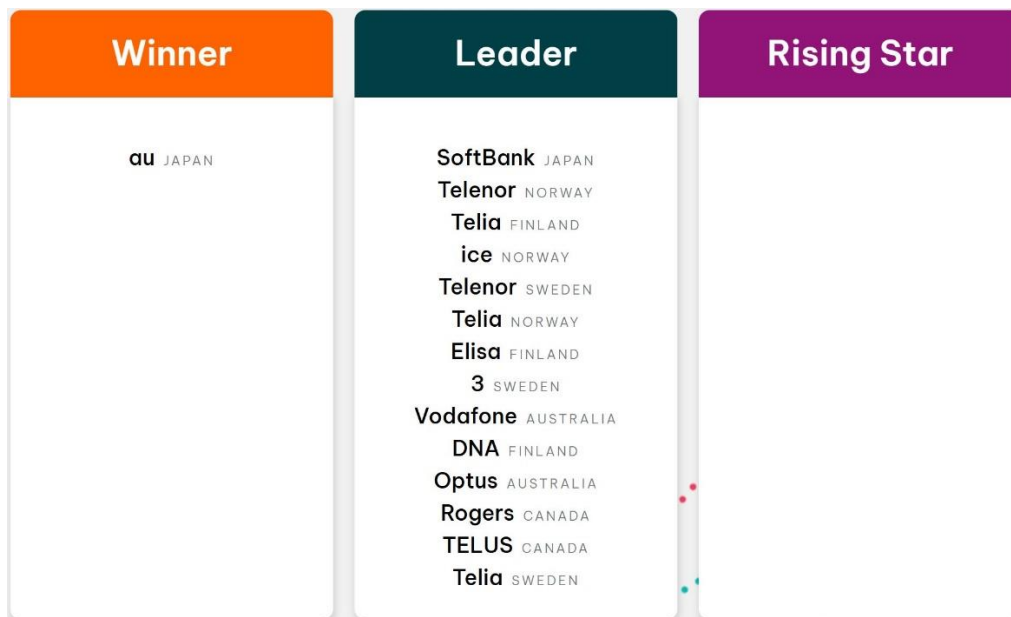 Winner
au JAPAN
Leader
SoftBank JAPAN
Telenor NORWAY
Telia FINLAND
ice NORWAY
Telenor SWEDEN
Telia NORWAY
Elisa FINLAND
3 SWEDEN
Vodafone AUSTRALIA
DNA FINLAND
Optus AUSTRALIA
Rogers CANADA
TELUS CANADA
Telia SWEDEN
Rising Star